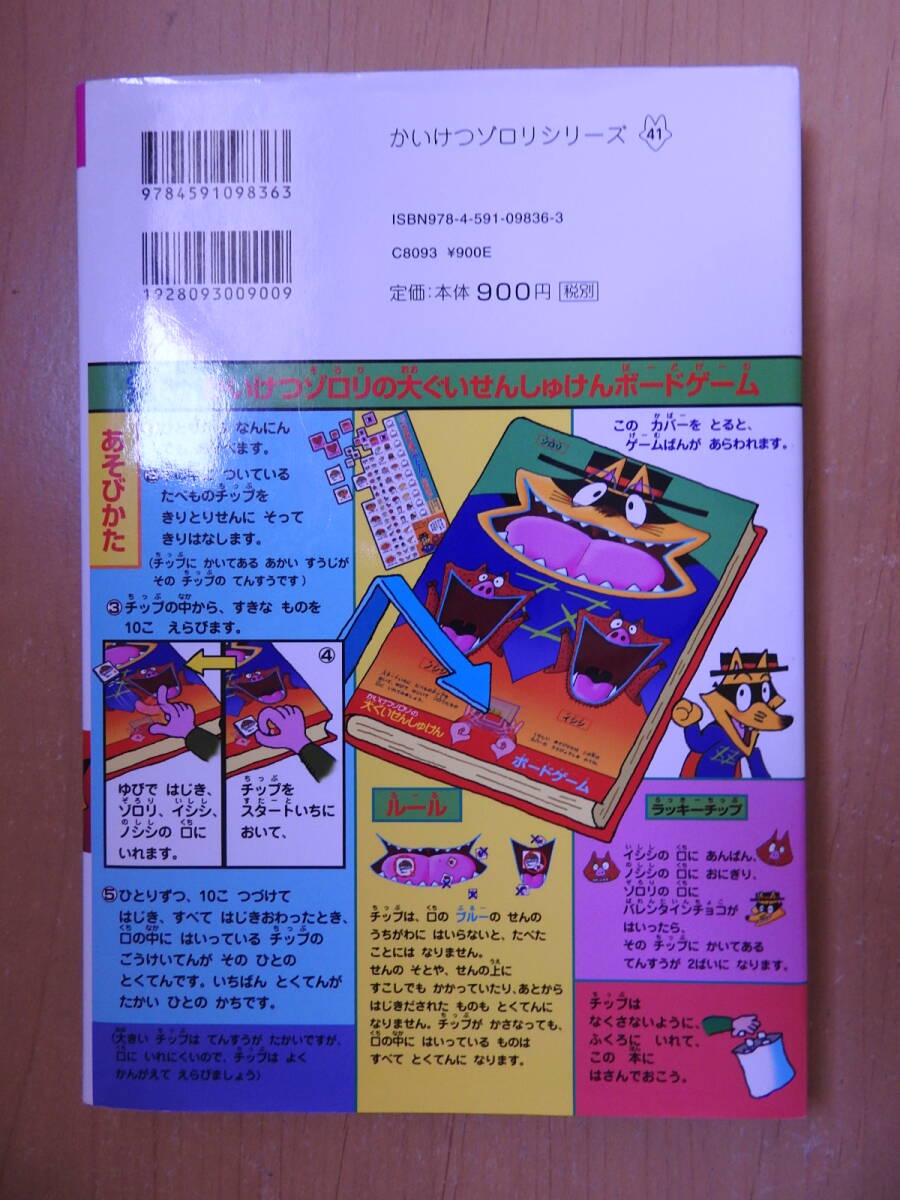 9784591098363
かいけつゾロリシリーズ 41
ISBN978-4-591-09836-3
1928093009009
C8093 ¥900E
定価:本体900円 税別
いけつゾロリの大ぐいせんしゅけんボードゲーム
あそびかた
なんにん
べます。
ついている
たべものチップを
きりとりせんに そって
きりはなします。
(チップに かいてある あかい すうじが
その チップの てんすうです)
③チップの中から、すきな ものを
10こ えらびます。
④
ゆびで はじき、
ゾロリ、イシシ、
ノシシの 口に
いれます。
チップを
スタートいちに
おいて、
⑤ひとりずつ、10こ つづけて
はじき、すべて はじきおわったとき、
口の中に はいっている チップの
ごうけいてんが その ひとの
とくてんです。いちばん とくてんが
たかい ひとの かちです。
(大きい チップは てんすうが たかいですが、
口に いれにくいので、チップは よく
かんがえて えらびましょう)
この カバーを とると、
ゲームばんが あらわれます。
ゾロリ
ノシシ
イシシ
かいけつゾロリの
大ぐいせんしゅけん
ボードゲーム
ルール
チップは、口の ブルーの せんの
うちがわに はいらないと、たべた
ことには なりません。
せんの そとや、せんの上に
すこしでも かかっていたり、あとから
はじきだされた ものも とくてんに
なりません。チップが かさなっても、
口の中に はいっている ものは
すべて とくてんに なります。
ラッキーチップ
イシシの 口に あんぱん、
ノシシの 口に おにぎり、
ゾロリの 口に
バレンタインチョコが
はいったら、
その チップに かいてある
てんすうが 2ばいに なります。
チップは
なくさないように、
ふくろに いれて、
この 本に
はさんでおこう。